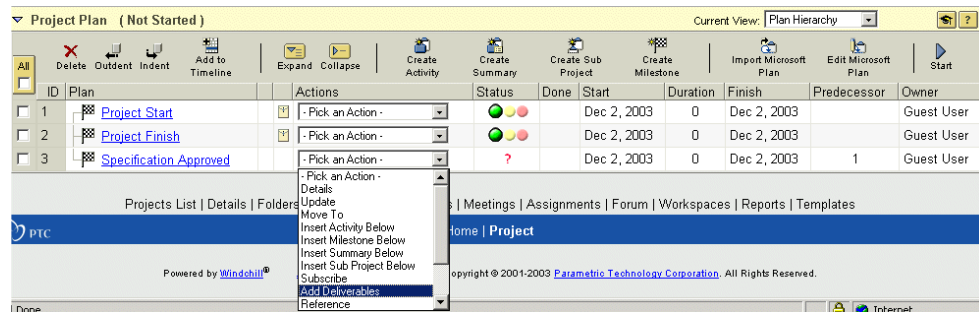 Project Plan ( Not Started ) Current View: Plan Hierarchy ?
All Delete Outdent Indent Add to Timeline Expand Collapse Create Activity Create Summary Create Sub Project Create Milestone Import Microsoft Plan Edit Microsoft Plan Start
ID Plan Actions Status Done Start Duration Finish Predecessor Owner
1 Project Start - Pick an Action - Dec 2, 2003 0 Dec 2, 2003 Guest User
2 Project Finish - Pick an Action - Dec 2, 2003 0 Dec 2, 2003 Guest User
3 Specification Approved - Pick an Action - ? Dec 2, 2003 0 Dec 2, 2003 1 Guest User
- Pick an Action -
Details
Update
Move To
Insert Activity Below
Insert Milestone Below
Insert Summary Below
Insert Sub Project Below
Subscribe
Add Deliverables
Reference
Projects List | Details | Folders | Meetings | Assignments | Forum | Workspaces | Reports | Templates
PTC Home | Project
Powered by Windchill® opyright © 2001-2003 Parametric Technology Corporation. All Rights Reserved.
Done Internet